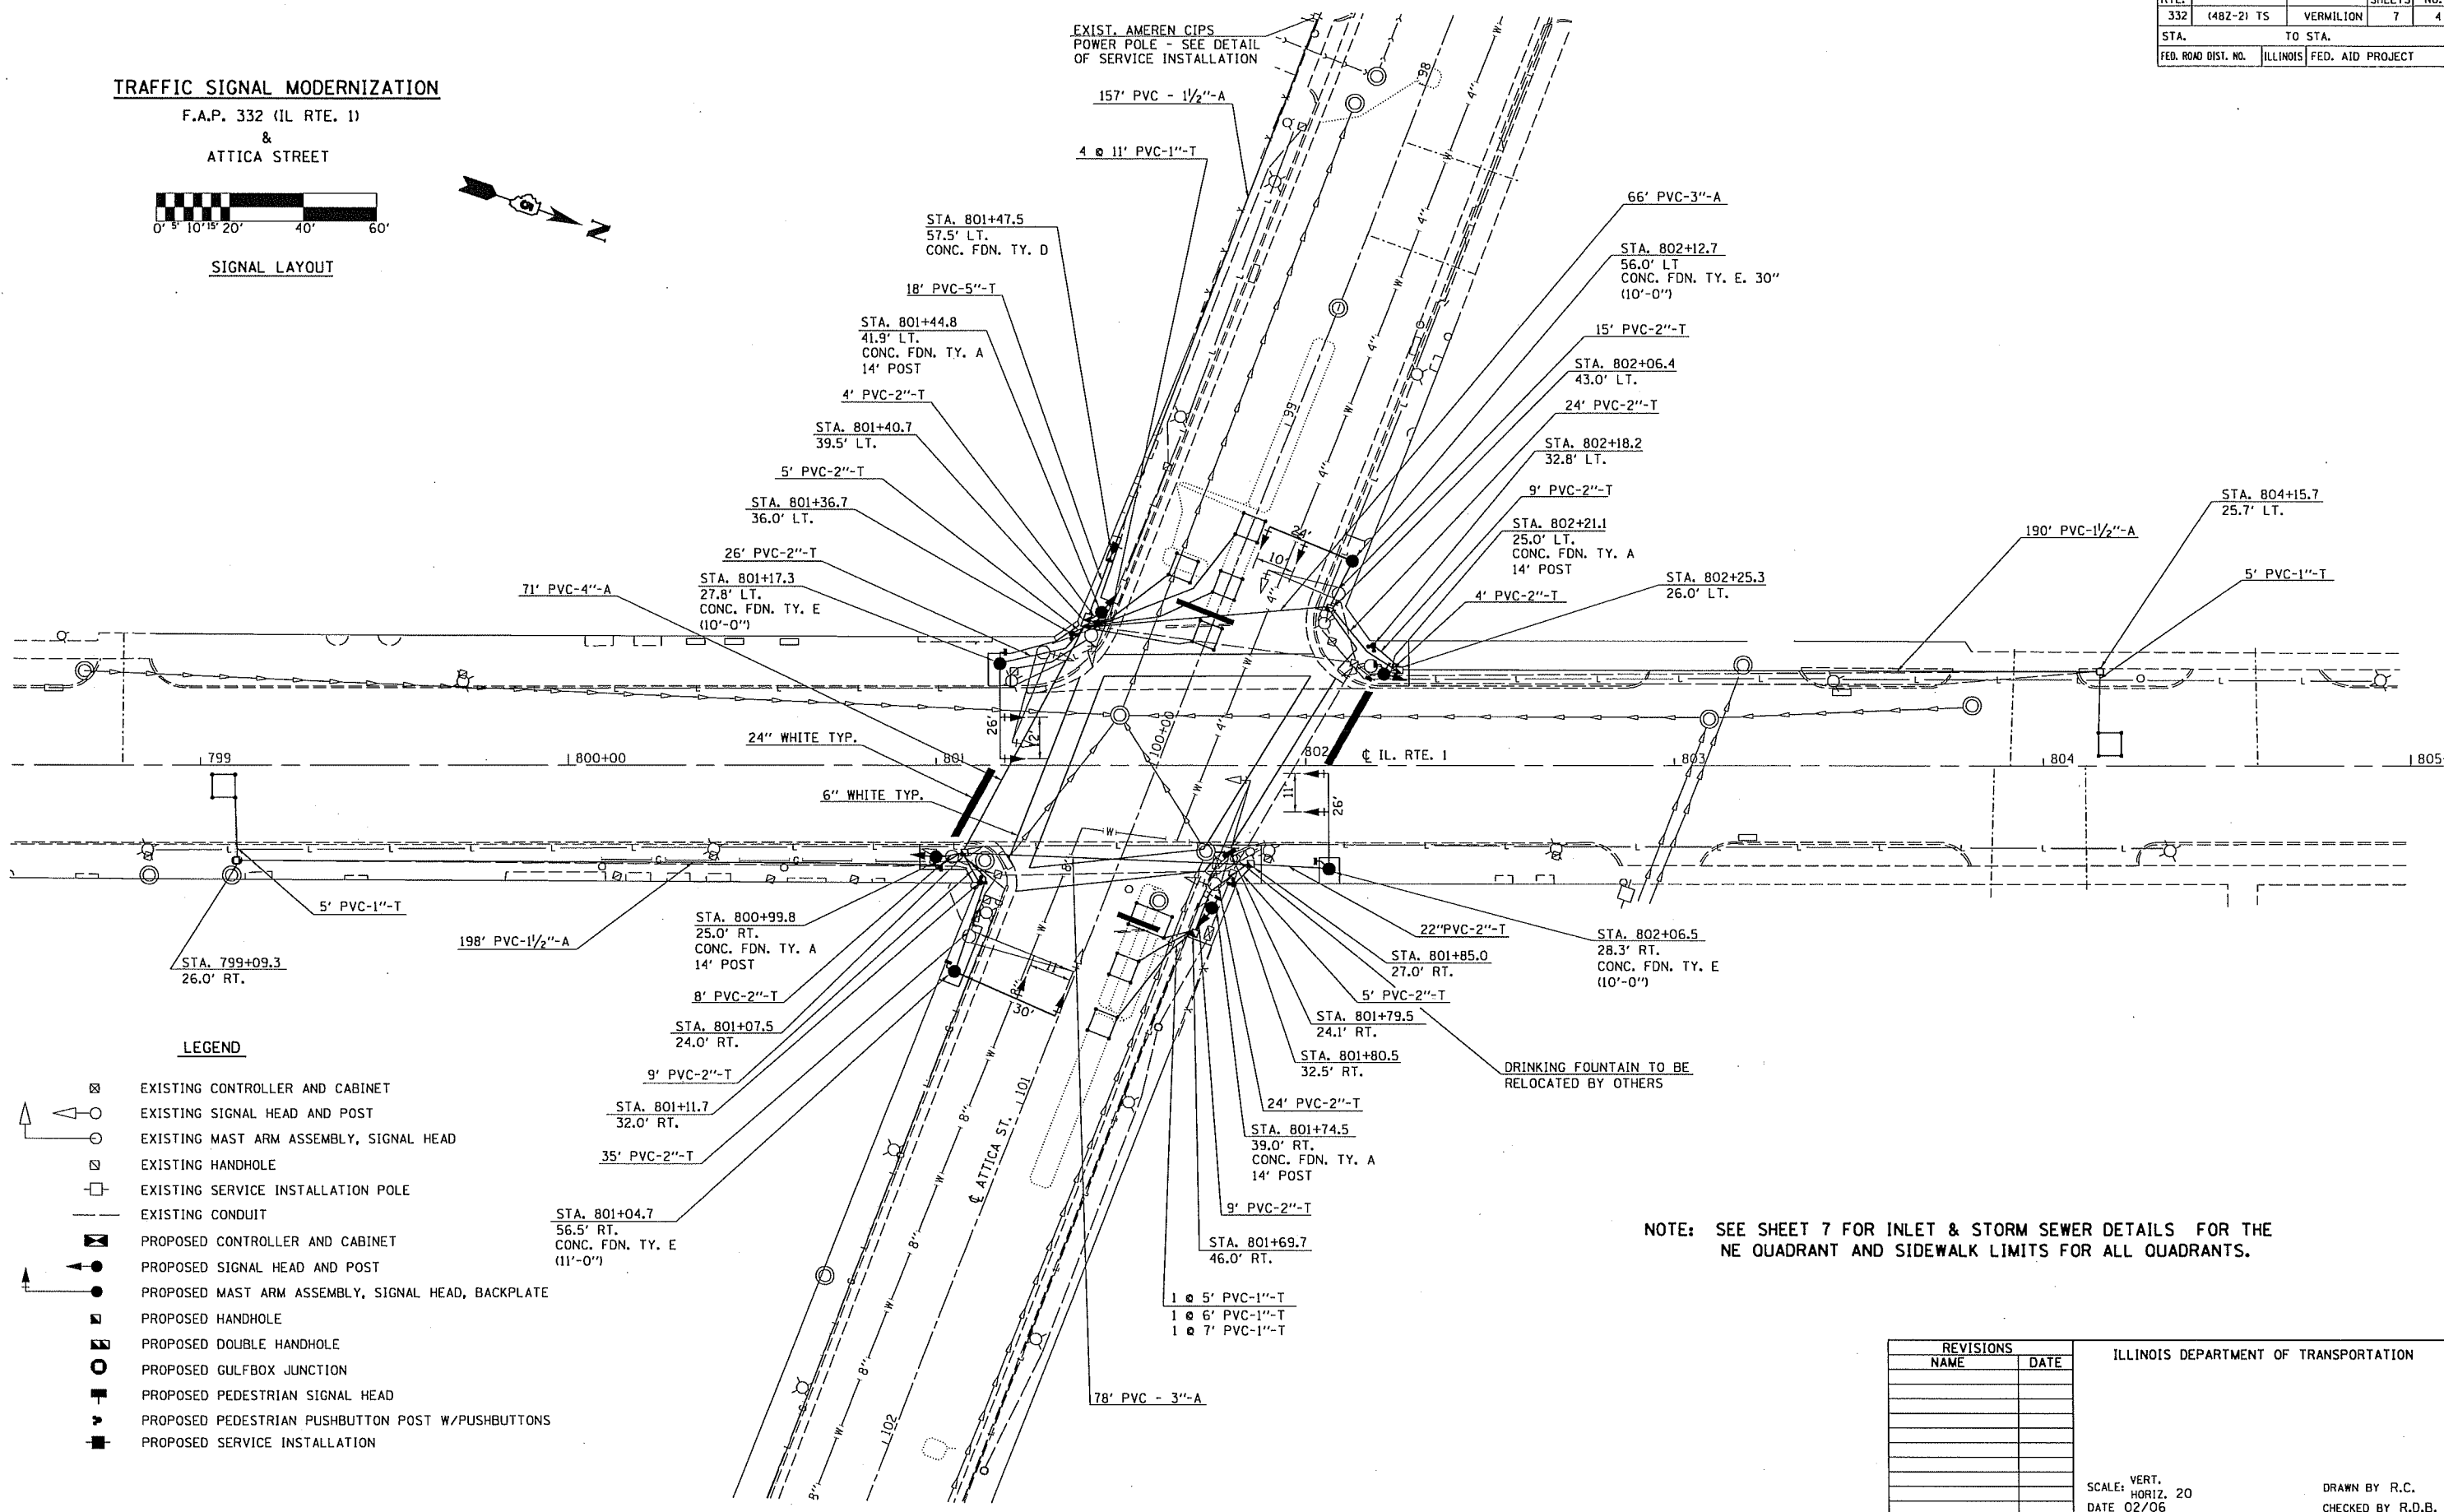 TRAFFIC SIGNAL MODERNIZATION
F.A.P. 332 (IL RTE. 1)
&
ATTICA STREET
0' 5' 10' 15' 20' 40' 60'
SIGNAL LAYOUT
N
332 (48Z-2) TS VERMILION 7 4
STA. TO STA.
FED. ROAD DIST. NO. ILLINOIS FED. AID PROJECT
EXIST. AMEREN CIPS
POWER POLE - SEE DETAIL
OF SERVICE INSTALLATION
157' PVC - 1½"-A
4 @ 11' PVC-1"-T
STA. 801+47.5
57.5' LT.
CONC. FDN. TY. D
18' PVC-5"-T
STA. 801+44.8
41.9' LT.
CONC. FDN. TY. A
14' POST
4' PVC-2"-T
STA. 801+40.7
39.5' LT.
5' PVC-2"-T
STA. 801+36.7
36.0' LT.
26' PVC-2"-T
STA. 801+17.3
27.8' LT.
CONC. FDN. TY. E
(10'-0")
71' PVC-4"-A
24" WHITE TYP.
6" WHITE TYP.
66' PVC-3"-A
STA. 802+12.7
56.0' LT
CONC. FDN. TY. E. 30"
(10'-0")
15' PVC-2"-T
STA. 802+06.4
43.0' LT.
24' PVC-2"-T
STA. 802+18.2
32.8' LT.
9' PVC-2"-T
STA. 802+21.1
25.0' LT.
CONC. FDN. TY. A
14' POST
4' PVC-2"-T
STA. 802+25.3
26.0' LT.
STA. 804+15.7
25.7' LT.
190' PVC-1½"-A
5' PVC-1"-T
98
99
24'
10'
26'
12'
100+00
799
800+00
801
802
℄ IL. RTE. 1
803
804
805
11'
26'
5' PVC-1"-T
STA. 799+09.3
26.0' RT.
198' PVC-1½"-A
STA. 800+99.8
25.0' RT.
CONC. FDN. TY. A
14' POST
8' PVC-2"-T
STA. 801+07.5
24.0' RT.
9' PVC-2"-T
STA. 801+11.7
32.0' RT.
35' PVC-2"-T
STA. 801+04.7
56.5' RT.
CONC. FDN. TY. E
(11'-0")
11'
30'
℄ ATTICA ST.
101
102
22"PVC-2"-T
STA. 802+06.5
28.3' RT.
CONC. FDN. TY. E
(10'-0")
STA. 801+85.0
27.0' RT.
5' PVC-2"-T
STA. 801+79.5
24.1' RT.
STA. 801+80.5
32.5' RT.
DRINKING FOUNTAIN TO BE
RELOCATED BY OTHERS
24' PVC-2"-T
STA. 801+74.5
39.0' RT.
CONC. FDN. TY. A
14' POST
9' PVC-2"-T
STA. 801+69.7
46.0' RT.
1 @ 5' PVC-1"-T
1 @ 6' PVC-1"-T
1 @ 7' PVC-1"-T
78' PVC - 3"-A
LEGEND
EXISTING CONTROLLER AND CABINET
EXISTING SIGNAL HEAD AND POST
EXISTING MAST ARM ASSEMBLY, SIGNAL HEAD
EXISTING HANDHOLE
EXISTING SERVICE INSTALLATION POLE
EXISTING CONDUIT
PROPOSED CONTROLLER AND CABINET
PROPOSED SIGNAL HEAD AND POST
PROPOSED MAST ARM ASSEMBLY, SIGNAL HEAD, BACKPLATE
PROPOSED HANDHOLE
PROPOSED DOUBLE HANDHOLE
PROPOSED GULFBOX JUNCTION
PROPOSED PEDESTRIAN SIGNAL HEAD
PROPOSED PEDESTRIAN PUSHBUTTON POST W/PUSHBUTTONS
PROPOSED SERVICE INSTALLATION
NOTE: SEE SHEET 7 FOR INLET & STORM SEWER DETAILS FOR THE
NE QUADRANT AND SIDEWALK LIMITS FOR ALL QUADRANTS.
REVISIONS
NAME DATE
ILLINOIS DEPARTMENT OF TRANSPORTATION
SCALE: VERT.
HORIZ. 20
DATE 02/06
DRAWN BY R.C.
CHECKED BY R.D.B.